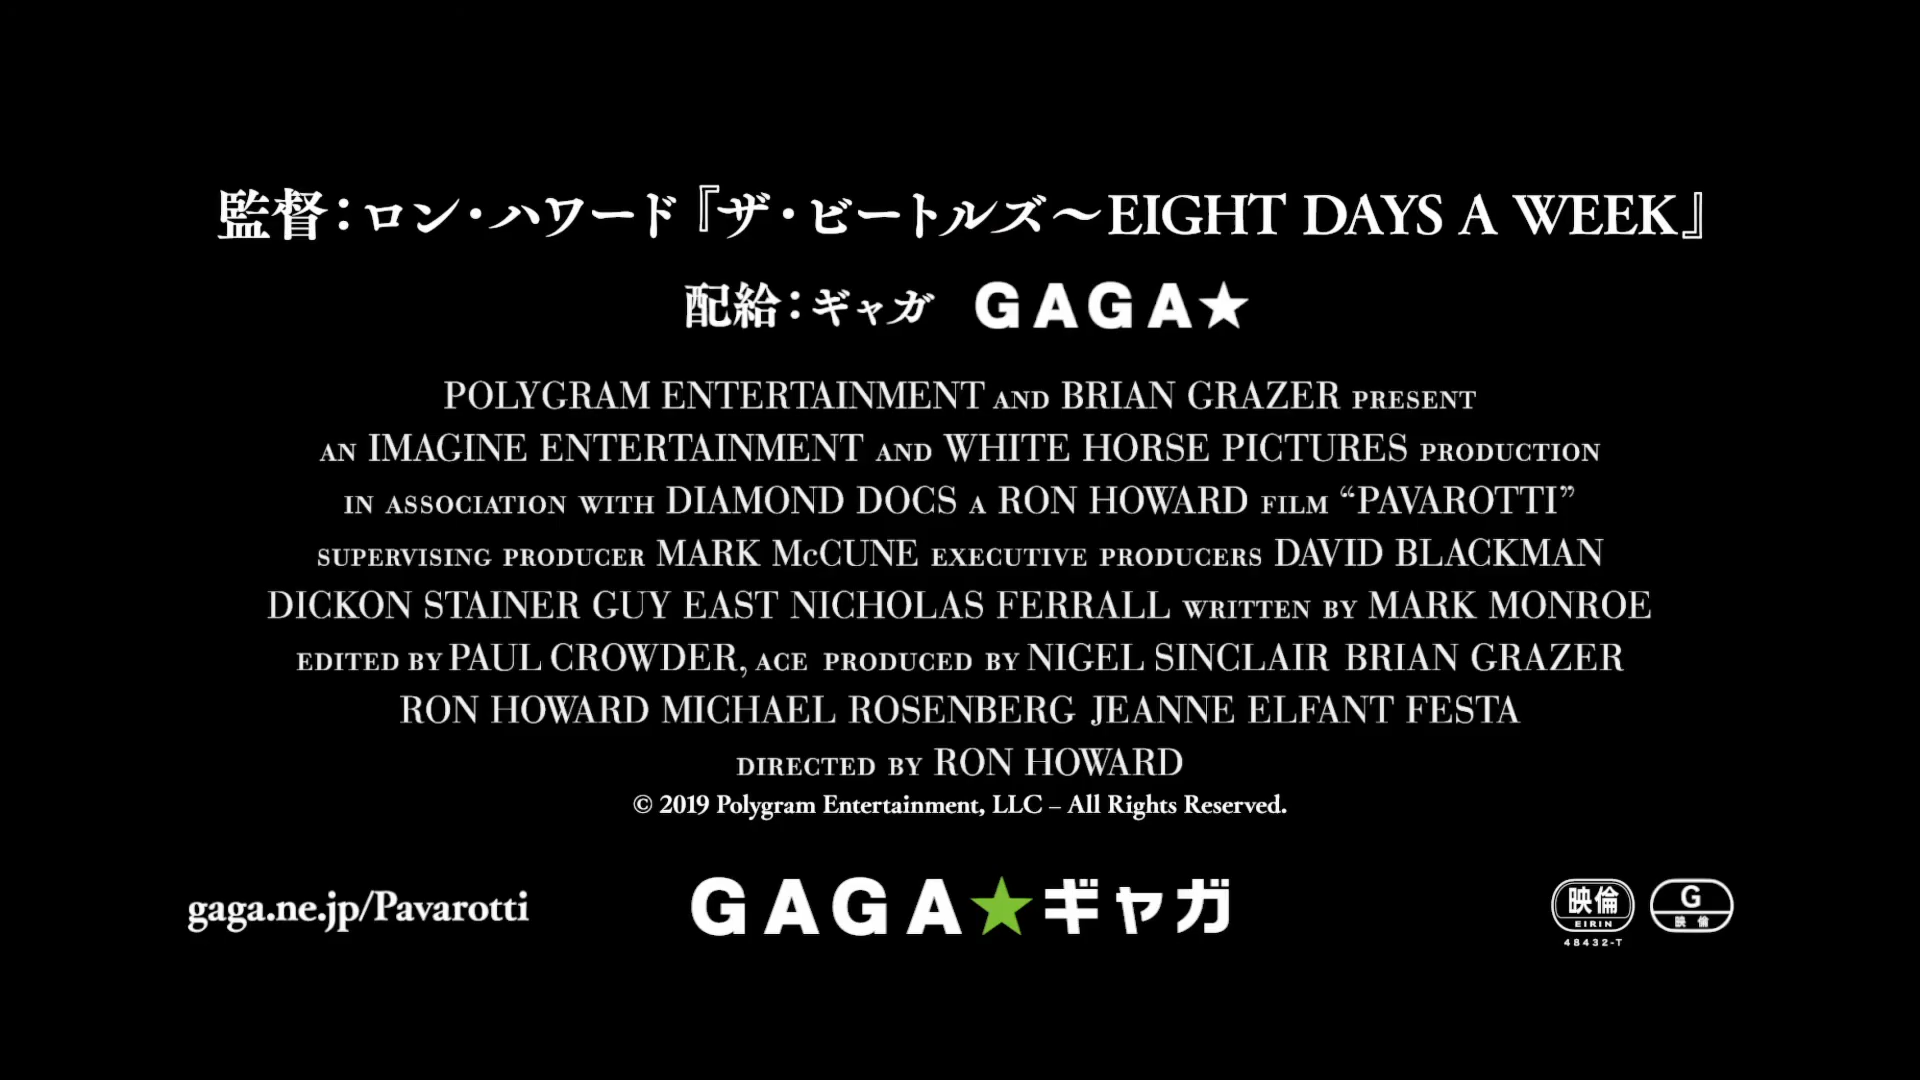 監督：ロン・ハワード『ザ・ビートルズ～EIGHT DAYS A WEEK』
配給：ギャガ GAGA★
POLYGRAM ENTERTAINMENT AND BRIAN GRAZER PRESENT
AN IMAGINE ENTERTAINMENT AND WHITE HORSE PICTURES PRODUCTION
IN ASSOCIATION WITH DIAMOND DOCS A RON HOWARD FILM “PAVAROTTI”
SUPERVISING PRODUCER MARK McCUNE EXECUTIVE PRODUCERS DAVID BLACKMAN
DICKON STAINER GUY EAST NICHOLAS FERRALL WRITTEN BY MARK MONROE
EDITED BY PAUL CROWDER, ACE PRODUCED BY NIGEL SINCLAIR BRIAN GRAZER
RON HOWARD MICHAEL ROSENBERG JEANNE ELFANT FESTA
DIRECTED BY RON HOWARD
© 2019 Polygram Entertainment, LLC – All Rights Reserved.
gaga.ne.jp/Pavarotti
GAGA★ギャガ
映倫
EIRIN
48432-T
G
映倫